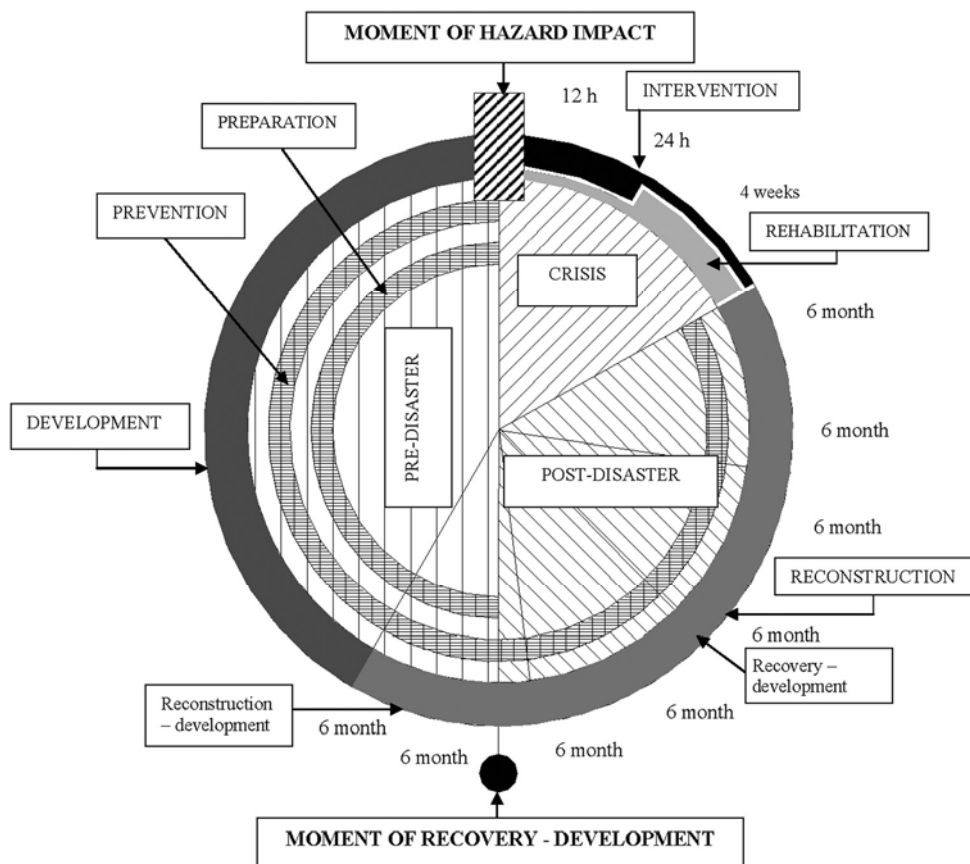 MOMENT OF HAZARD IMPACT
12 h
INTERVENTION
PREPARATION
24 h
PREVENTION
4 weeks
REHABILITATION
CRISIS
6 month
PRE-DISASTER
DEVELOPMENT
6 month
POST-DISASTER
6 month
RECONSTRUCTION
6 month
Recovery –
development
Reconstruction
– development
6 month
6 month
6 month
6 month
MOMENT OF RECOVERY - DEVELOPMENT